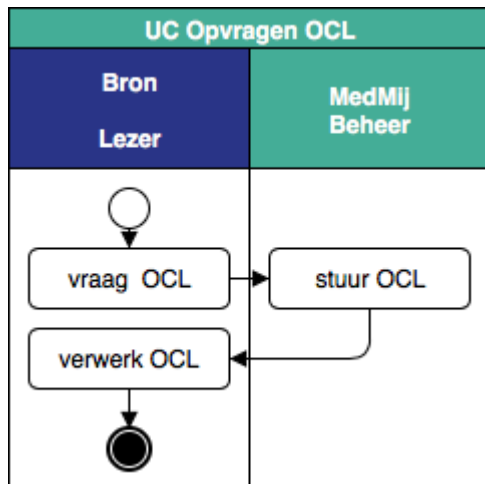 UC Opvragen OCL
Bron
Lezer
MedMij
Beheer
vraag OCL
stuur OCL
verwerk OCL